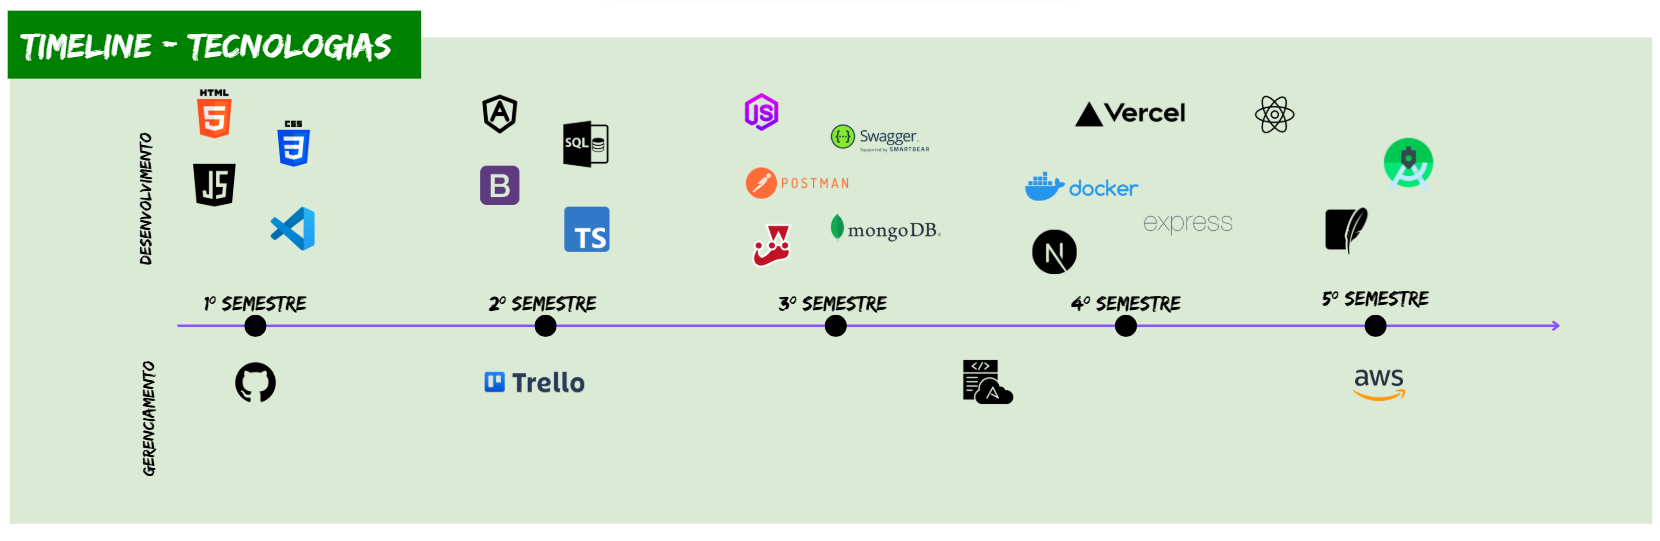 TIMELINE - TECNOLOGIAS
DESENVOLVIMENTO
HTML
5
CSS
3
JS
A
SQL
B
TS
JS
{··}
Swagger.
Supported by SMARTBEAR
POSTMAN
mongoDB®
Vercel
docker
express
N
1º SEMESTRE
2º SEMESTRE
3º SEMESTRE
4º SEMESTRE
5º SEMESTRE
GERENCIAMENTO
Trello
</>
A
aws